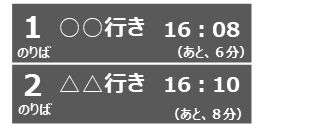 1 ○○行き 16：08
のりば （あと、6分）
2 △△行き 16：10
のりば （あと、8分）